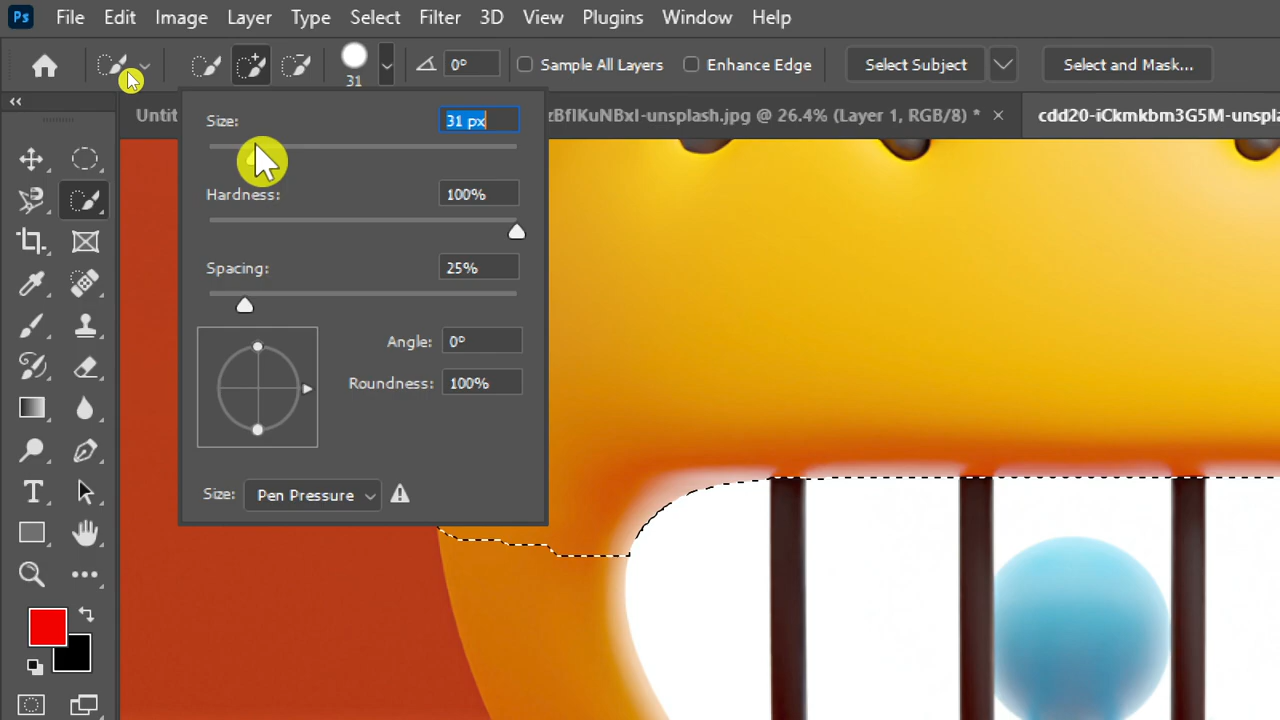 Ps File Edit Image Layer Type Select Filter 3D View Plugins Window Help
31 0° Sample All Layers Enhance Edge Select Subject Select and Mask...
Untit zBflKuNBxI-unsplash.jpg @ 26.4% (Layer 1, RGB/8) * × cdd20-iCkmkbm3G5M-unspla
Size: 31 px
Hardness: 100%
Spacing: 25%
Angle: 0°
Roundness: 100%
Size: Pen Pressure
T